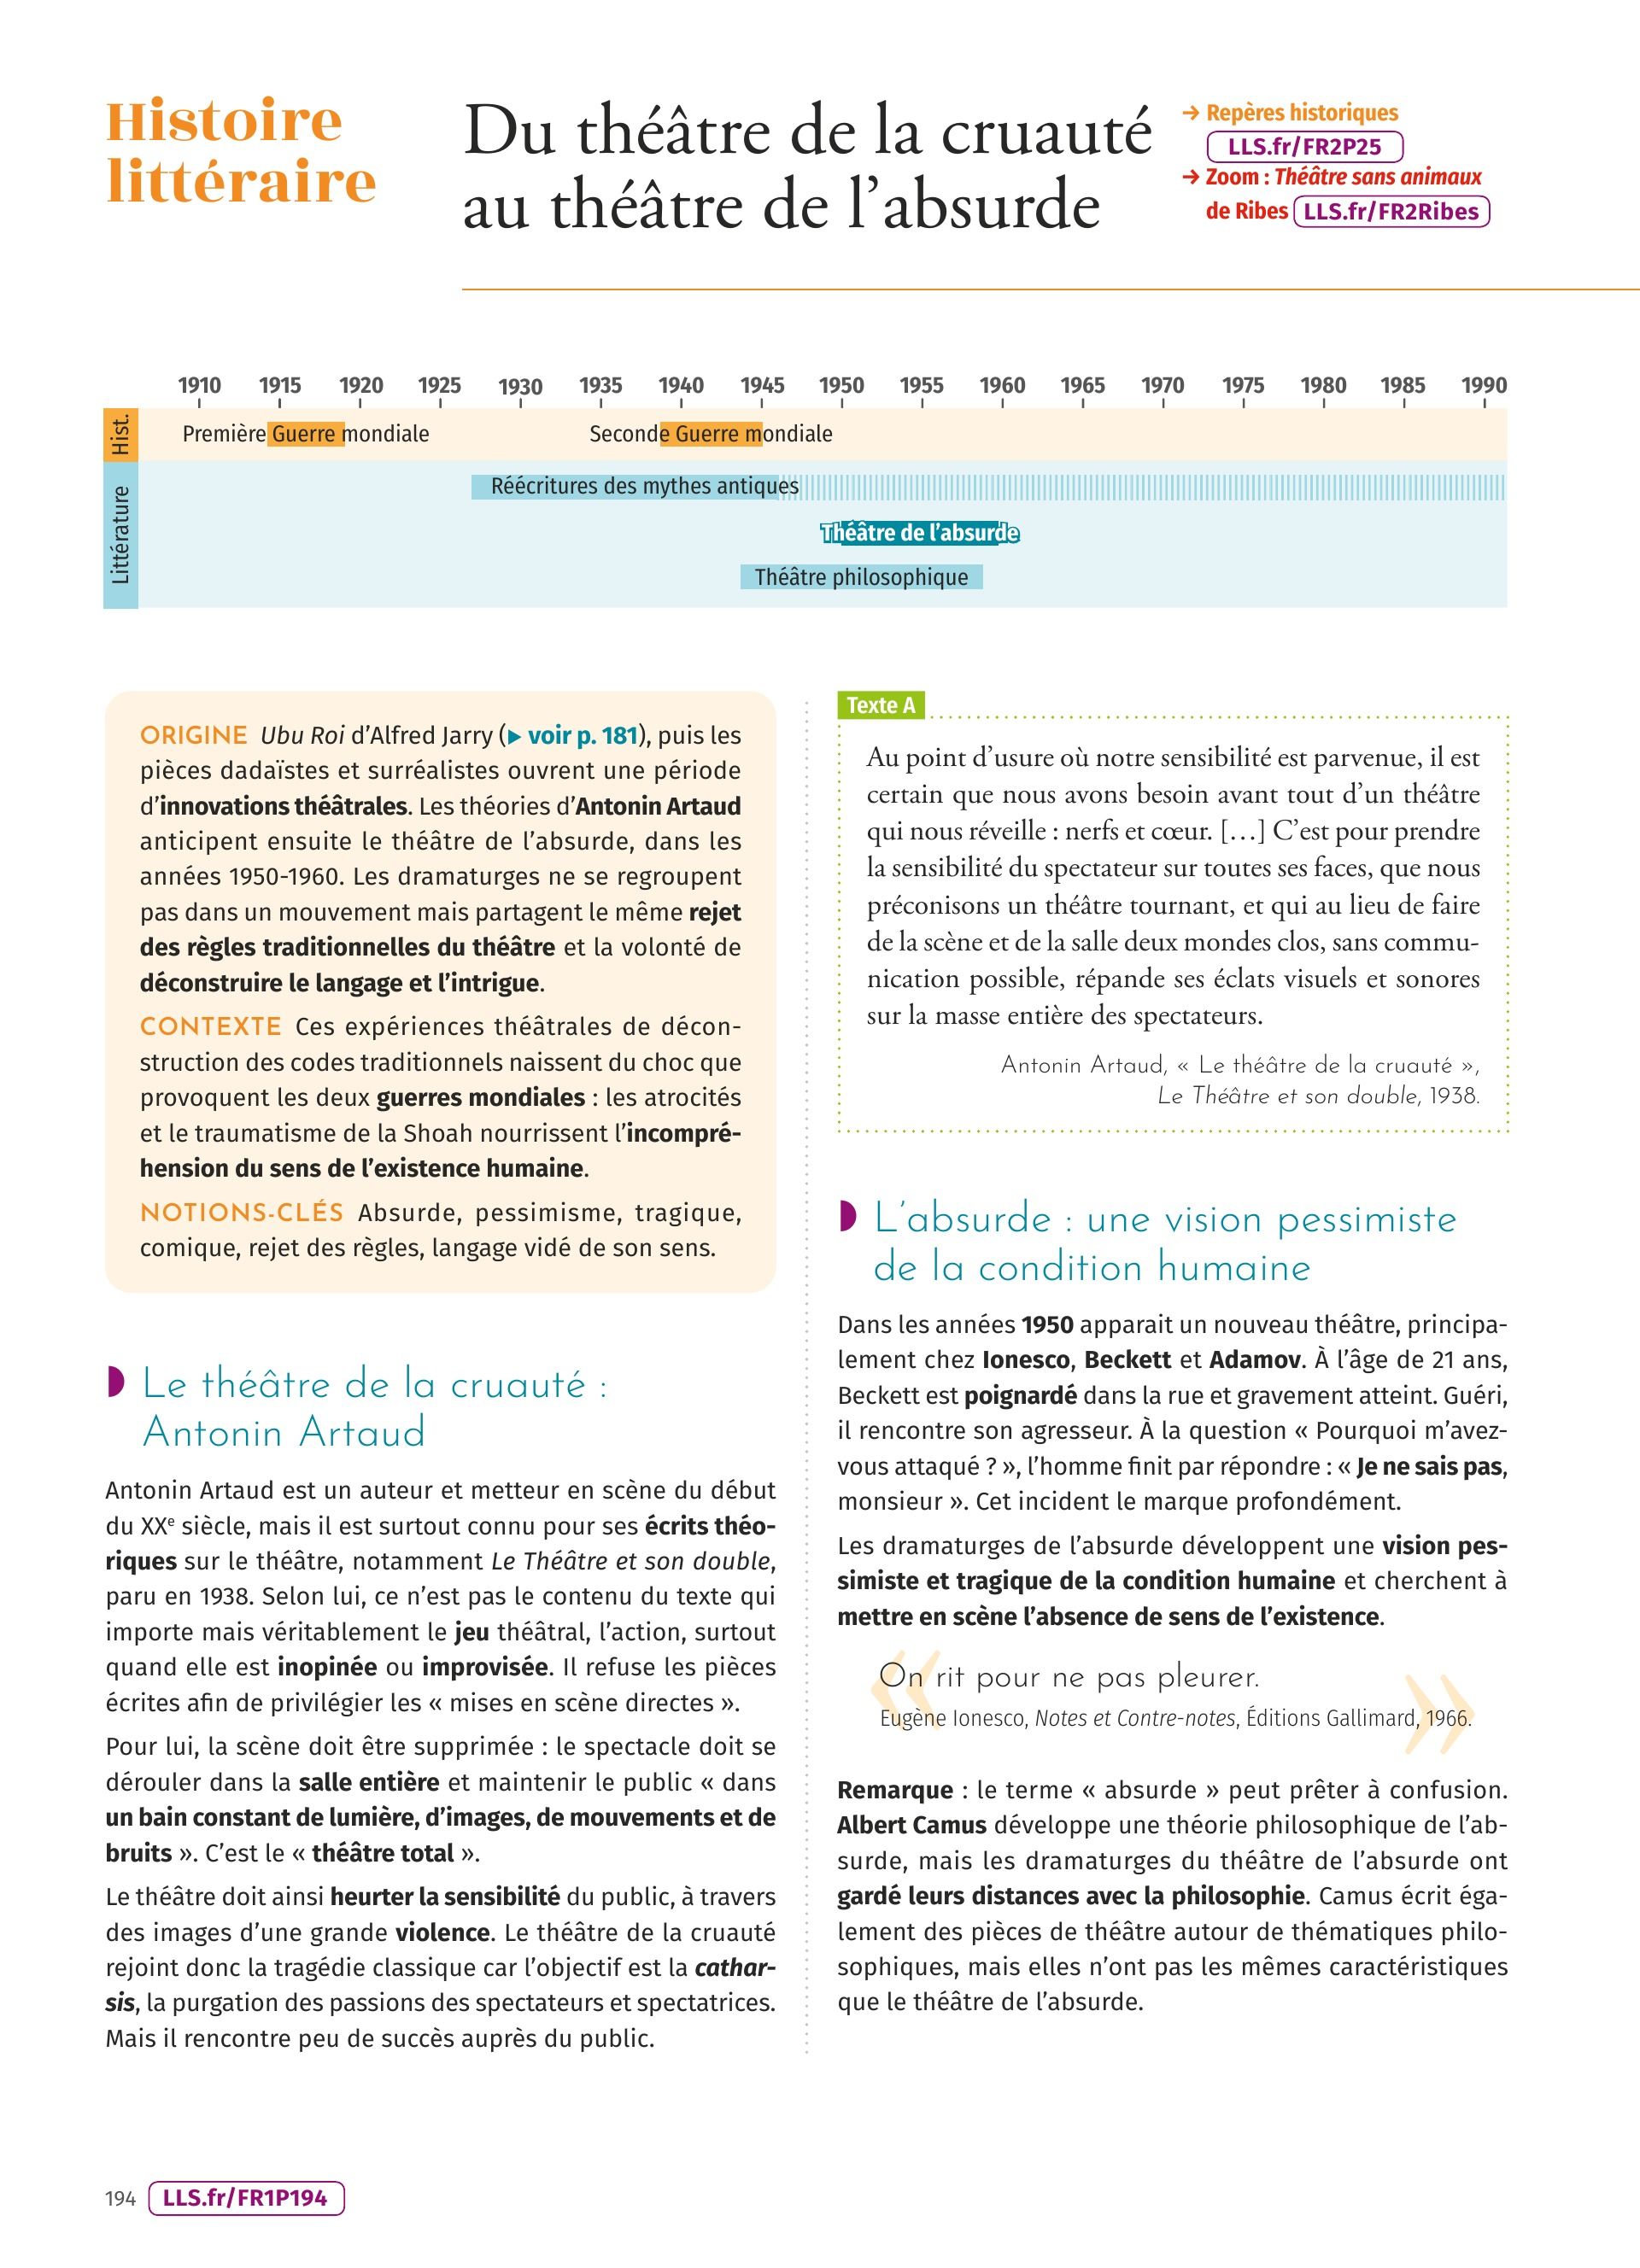 Histoire
littéraire
Du théâtre de la cruauté
au théâtre de l’absurde
→ Repères historiques
LLS.fr/FR2P25
→ Zoom : Théâtre sans animaux
de Ribes LLS.fr/FR2Ribes
1910 1915 1920 1925 1930 1935 1940 1945 1950 1955 1960 1965 1970 1975 1980 1985 1990
Hist.
Première Guerre mondiale Seconde Guerre mondiale
Littérature
Réécritures des mythes antiques
Théâtre de l’absurde
Théâtre philosophique
ORIGINE Ubu Roi d’Alfred Jarry (▶ voir p. 181), puis les
pièces dadaïstes et surréalistes ouvrent une période
d’innovations théâtrales. Les théories d’Antonin Artaud
anticipent ensuite le théâtre de l’absurde, dans les
années 1950-1960. Les dramaturges ne se regroupent
pas dans un mouvement mais partagent le même rejet
des règles traditionnelles du théâtre et la volonté de
déconstruire le langage et l’intrigue.
CONTEXTE Ces expériences théâtrales de décon-
struction des codes traditionnels naissent du choc que
provoquent les deux guerres mondiales : les atrocités
et le traumatisme de la Shoah nourrissent l’incompré-
hension du sens de l’existence humaine.
NOTIONS-CLÉS Absurde, pessimisme, tragique,
comique, rejet des règles, langage vidé de son sens.
Le théâtre de la cruauté :
Antonin Artaud
Antonin Artaud est un auteur et metteur en scène du début
du XXe siècle, mais il est surtout connu pour ses écrits théo-
riques sur le théâtre, notamment Le Théâtre et son double,
paru en 1938. Selon lui, ce n’est pas le contenu du texte qui
importe mais véritablement le jeu théâtral, l’action, surtout
quand elle est inopinée ou improvisée. Il refuse les pièces
écrites afin de privilégier les « mises en scène directes ».
Pour lui, la scène doit être supprimée : le spectacle doit se
dérouler dans la salle entière et maintenir le public « dans
un bain constant de lumière, d’images, de mouvements et de
bruits ». C’est le « théâtre total ».
Le théâtre doit ainsi heurter la sensibilité du public, à travers
des images d’une grande violence. Le théâtre de la cruauté
rejoint donc la tragédie classique car l’objectif est la cathar-
sis, la purgation des passions des spectateurs et spectatrices.
Mais il rencontre peu de succès auprès du public.
Texte A
Au point d’usure où notre sensibilité est parvenue, il est
certain que nous avons besoin avant tout d’un théâtre
qui nous réveille : nerfs et cœur. […] C’est pour prendre
la sensibilité du spectateur sur toutes ses faces, que nous
préconisons un théâtre tournant, et qui au lieu de faire
de la scène et de la salle deux mondes clos, sans commu-
nication possible, répande ses éclats visuels et sonores
sur la masse entière des spectateurs.
Antonin Artaud, « Le théâtre de la cruauté »,
Le Théâtre et son double, 1938.
L’absurde : une vision pessimiste
de la condition humaine
Dans les années 1950 apparait un nouveau théâtre, principa-
lement chez Ionesco, Beckett et Adamov. À l’âge de 21 ans,
Beckett est poignardé dans la rue et gravement atteint. Guéri,
il rencontre son agresseur. À la question « Pourquoi m’avez-
vous attaqué ? », l’homme finit par répondre : « Je ne sais pas,
monsieur ». Cet incident le marque profondément.
Les dramaturges de l’absurde développent une vision pes-
simiste et tragique de la condition humaine et cherchent à
mettre en scène l’absence de sens de l’existence.
« On rit pour ne pas pleurer.
Eugène Ionesco, Notes et Contre-notes, Éditions Gallimard, 1966. »
Remarque : le terme « absurde » peut prêter à confusion.
Albert Camus développe une théorie philosophique de l’ab-
surde, mais les dramaturges du théâtre de l’absurde ont
gardé leurs distances avec la philosophie. Camus écrit éga-
lement des pièces de théâtre autour de thématiques philo-
sophiques, mais elles n’ont pas les mêmes caractéristiques
que le théâtre de l’absurde.
194 LLS.fr/FR1P194